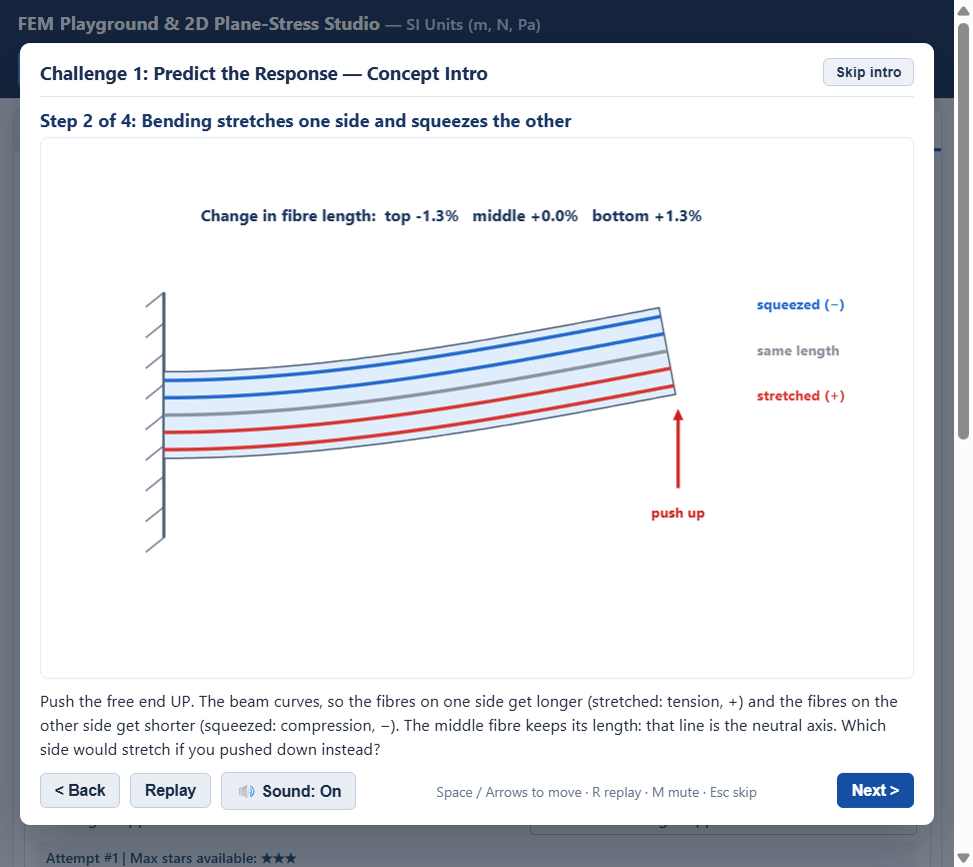 FEM Playground & 2D Plane-Stress Studio — SI Units (m, N, Pa)
Challenge 1: Predict the Response — Concept Intro
Skip intro
Step 2 of 4: Bending stretches one side and squeezes the other
Change in fibre length: top -1.3% middle +0.0% bottom +1.3%
squeezed (−)
same length
stretched (+)
push up
Push the free end UP. The beam curves, so the fibres on one side get longer (stretched: tension, +) and the fibres on the
other side get shorter (squeezed: compression, −). The middle fibre keeps its length: that line is the neutral axis. Which
side would stretch if you pushed down instead?
< Back
Replay
🔊 Sound: On
Space / Arrows to move · R replay · M mute · Esc skip
Next >
Attempt #1 | Max stars available: ★★★